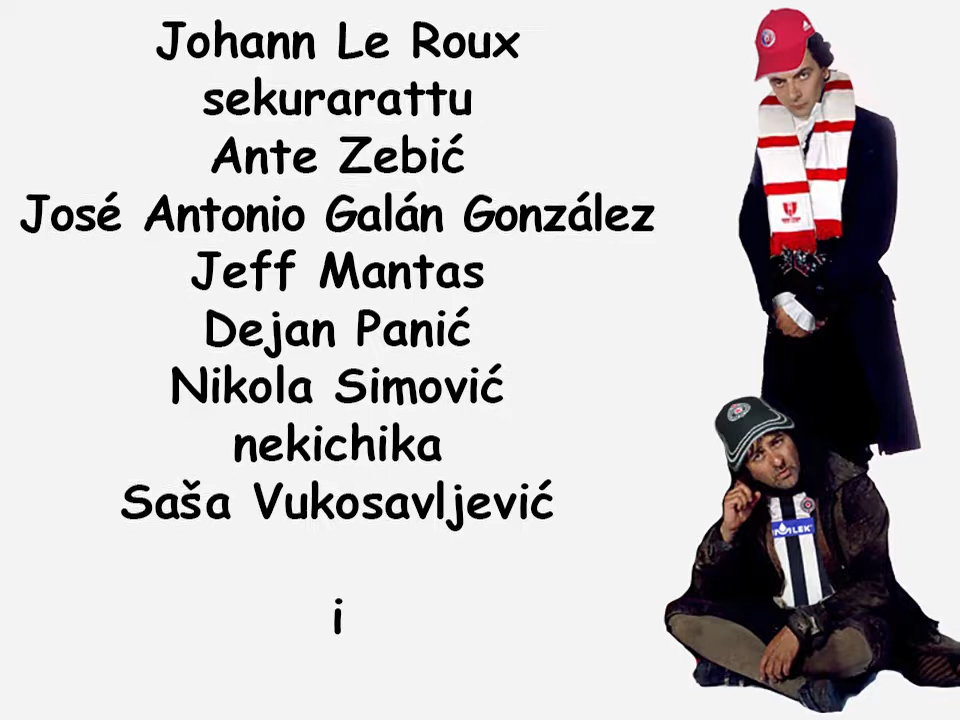 Johann Le Roux
sekurarattu
Ante Zebić
José Antonio Galán González
Jeff Mantas
Dejan Panić
Nikola Simović
nekichika
Saša Vukosavljević
i